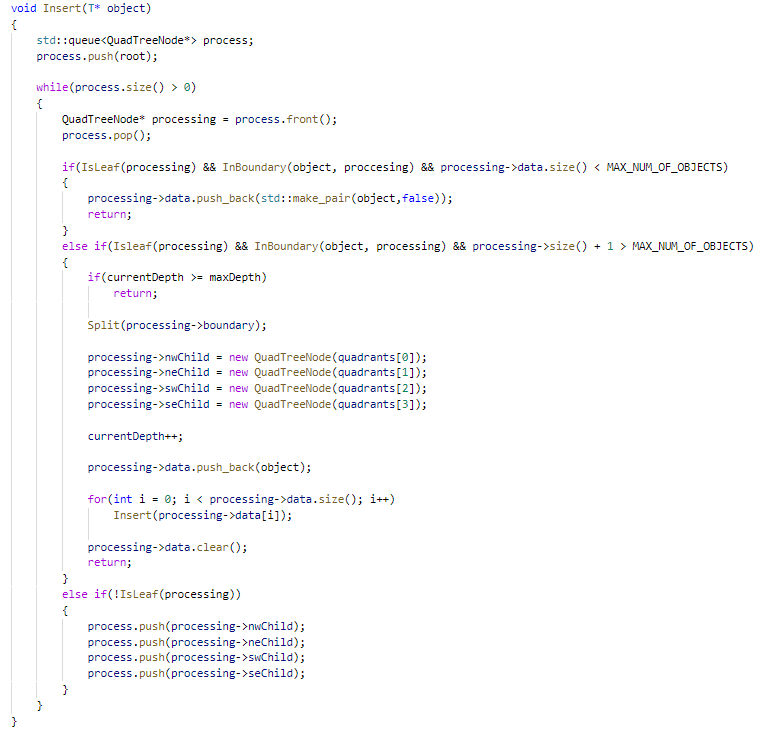 void Insert(T* object)
{
    std::queue<QuadTreeNode*> process;
    process.push(root);

    while(process.size() > 0)
    {
        QuadTreeNode* processing = process.front();
        process.pop();

        if(IsLeaf(processing) && InBoundary(object, proccesing) && processing->data.size() < MAX_NUM_OF_OBJECTS)
        {
            processing->data.push_back(std::make_pair(object,false));
            return;
        }
        else if(Isleaf(processing) && InBoundary(object, processing) && processing->size() + 1 > MAX_NUM_OF_OBJECTS)
        {
            if(currentDepth >= maxDepth)
                return;

            Split(processing->boundary);

            processing->nwChild = new QuadTreeNode(quadrants[0]);
            processing->neChild = new QuadTreeNode(quadrants[1]);
            processing->swChild = new QuadTreeNode(quadrants[2]);
            processing->seChild = new QuadTreeNode(quadrants[3]);

            currentDepth++;

            processing->data.push_back(object);

            for(int i = 0; i < processing->data.size(); i++)
                Insert(processing->data[i]);

            processing->data.clear();
            return;
        }
        else if(!IsLeaf(processing))
        {
            process.push(processing->nwChild);
            process.push(processing->neChild);
            process.push(processing->swChild);
            process.push(processing->seChild);
        }
    }
}